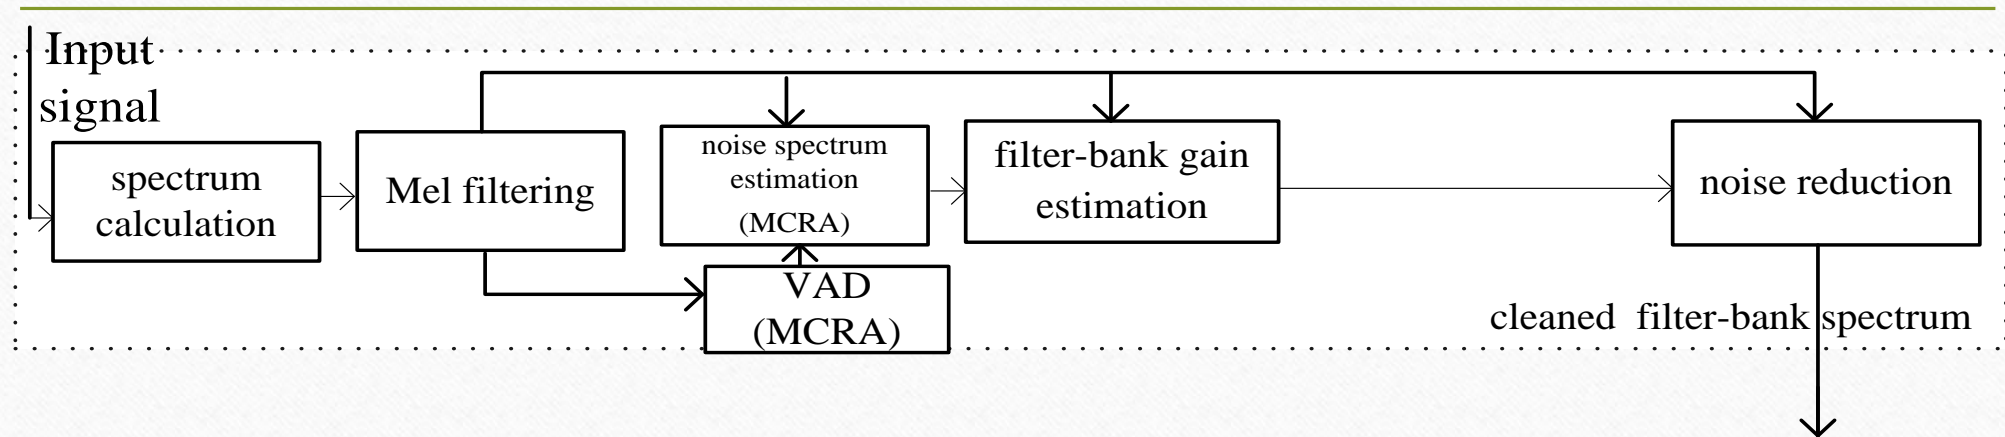 Input
signal
spectrum
calculation
Mel filtering
noise spectrum
estimation
(MCRA)
VAD
(MCRA)
filter-bank gain
estimation
noise reduction
cleaned filter-bank spectrum